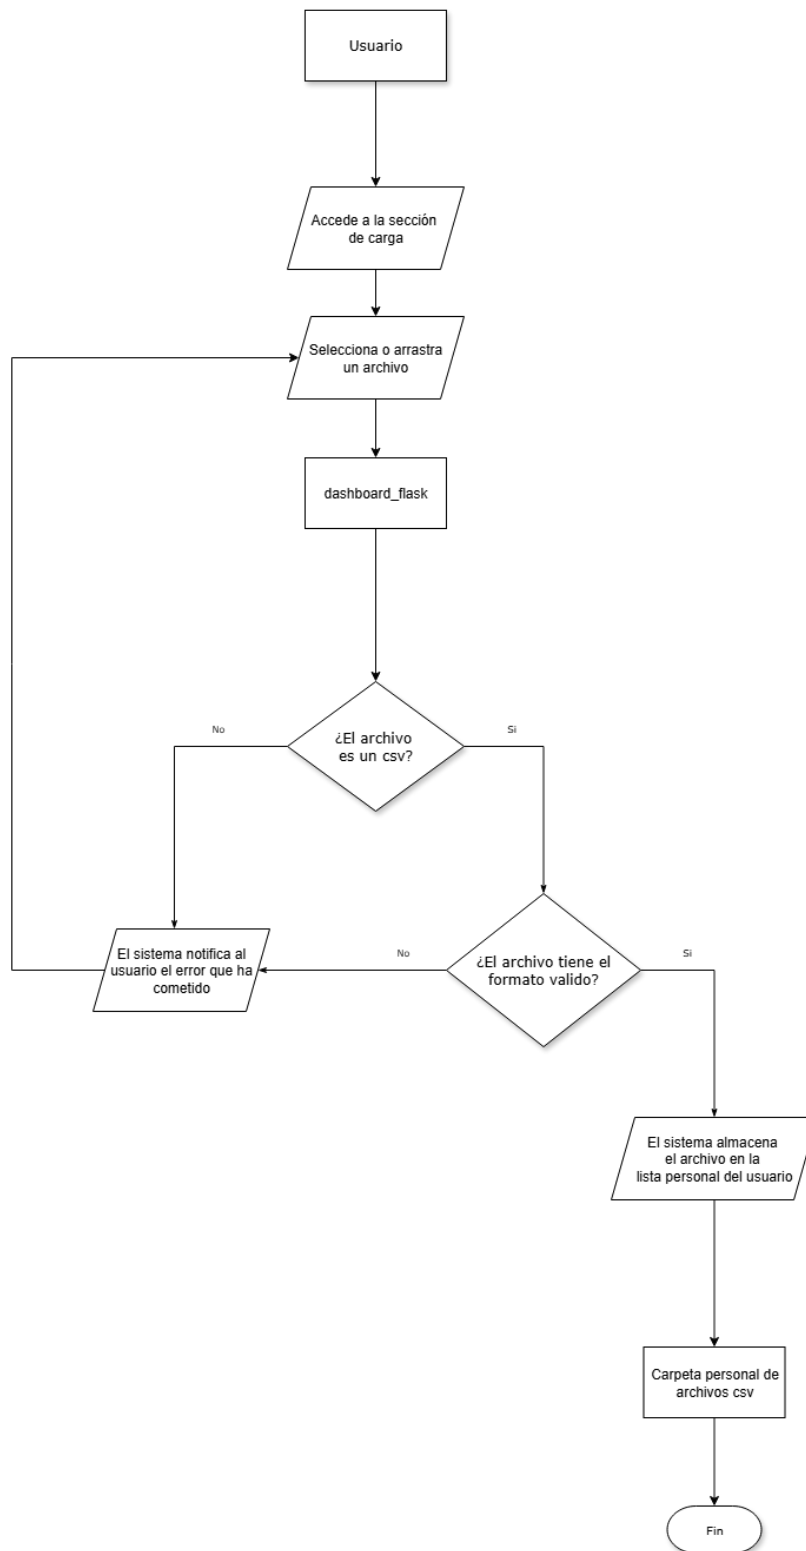 Usuario
Accede a la sección
de carga
Selecciona o arrastra
un archivo
dashboard_flask
¿El archivo
es un csv?
No
Si
El sistema notifica al
usuario el error que ha
cometido
¿El archivo tiene el
formato valido?
No
Si
El sistema almacena
el archivo en la
lista personal del usuario
Carpeta personal de
archivos csv
Fin